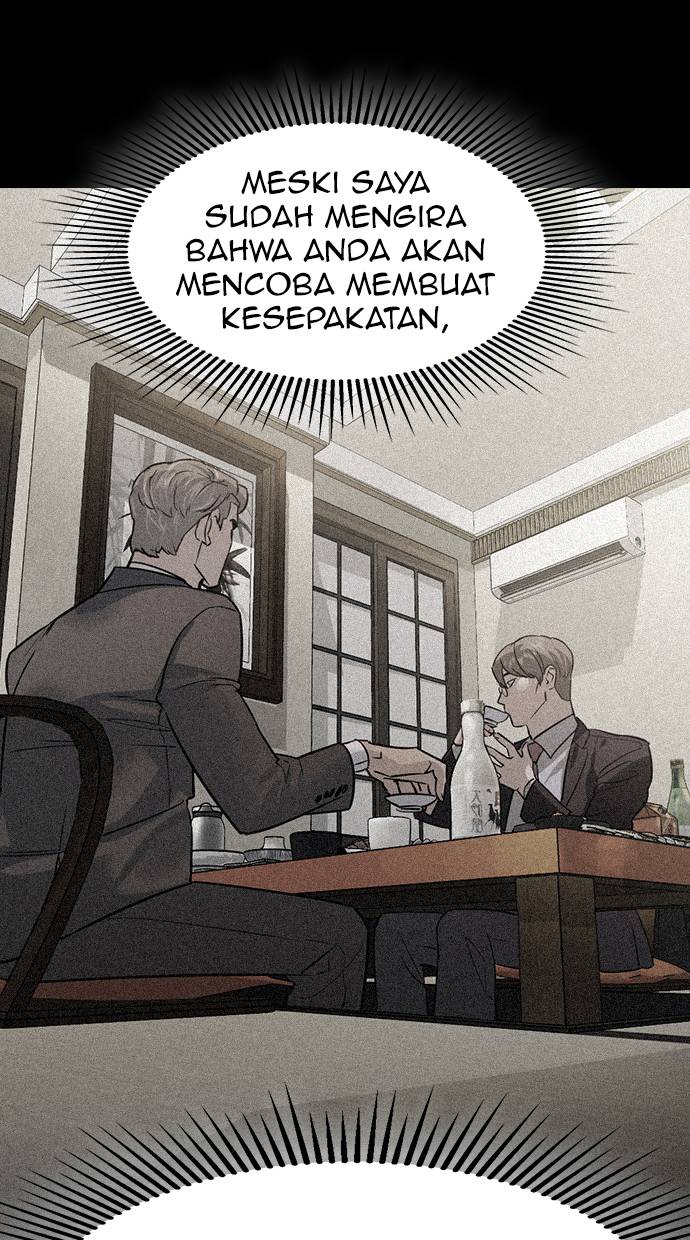 MESKI SAYA
SUDAH MENGIRA
BAHWA ANDA AKAN
MENCOBA MEMBUAT
KESEPAKATAN,